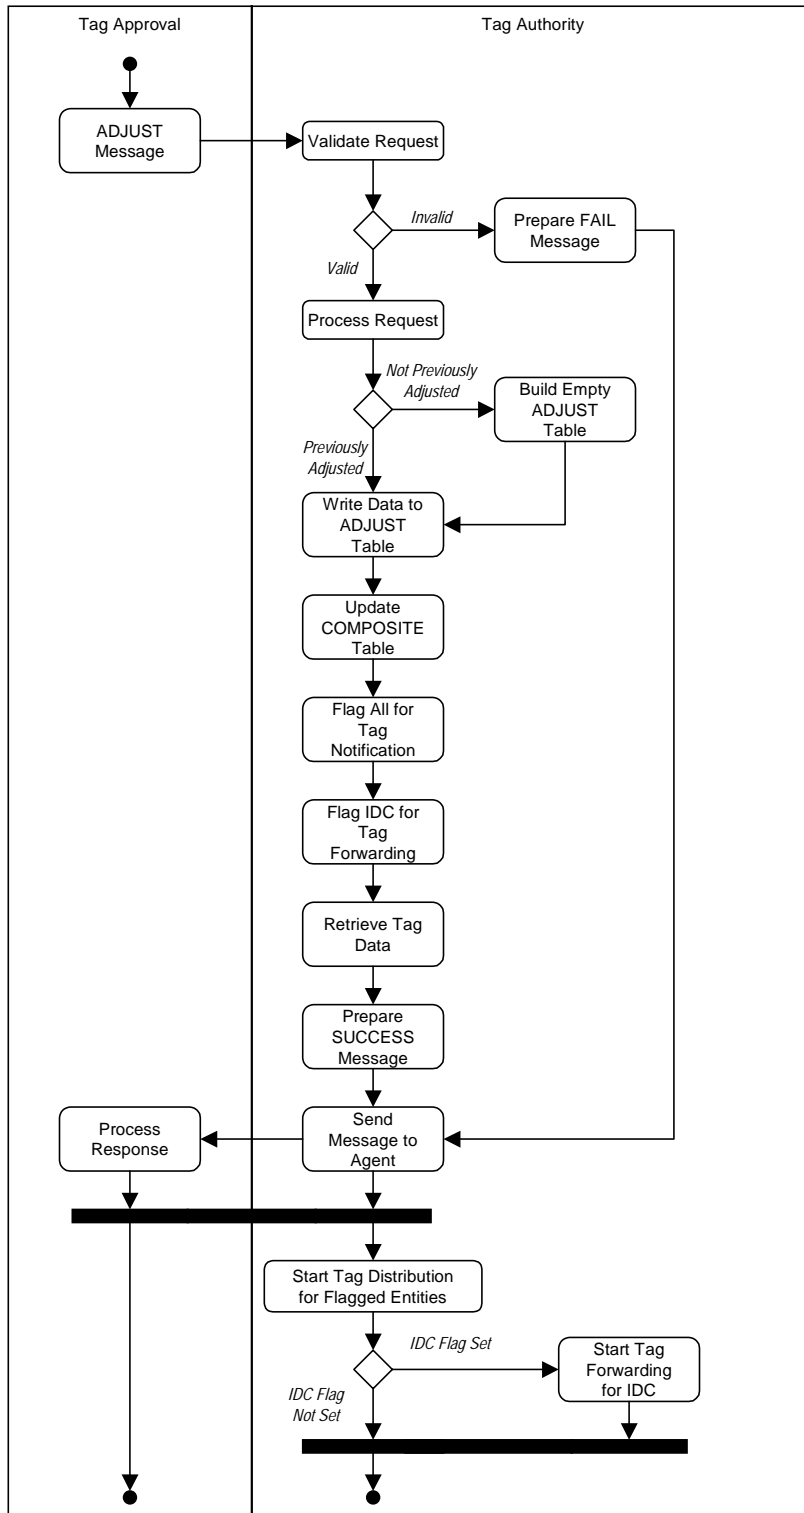 Tag Approval
Tag Authority
ADJUST
Message
Validate Request
Invalid
Prepare FAIL
Message
Valid
Process Request
Not Previously
Adjusted
Build Empty
ADJUST
Table
Previously
Adjusted
Write Data to
ADJUST
Table
Update
COMPOSITE
Table
Flag All for
Tag
Notification
Flag IDC for
Tag
Forwarding
Retrieve Tag
Data
Prepare
SUCCESS
Message
Process
Response
Send
Message to
Agent
Start Tag Distribution
for Flagged Entities
IDC Flag Set
Start Tag
Forwarding
for IDC
IDC Flag
Not Set